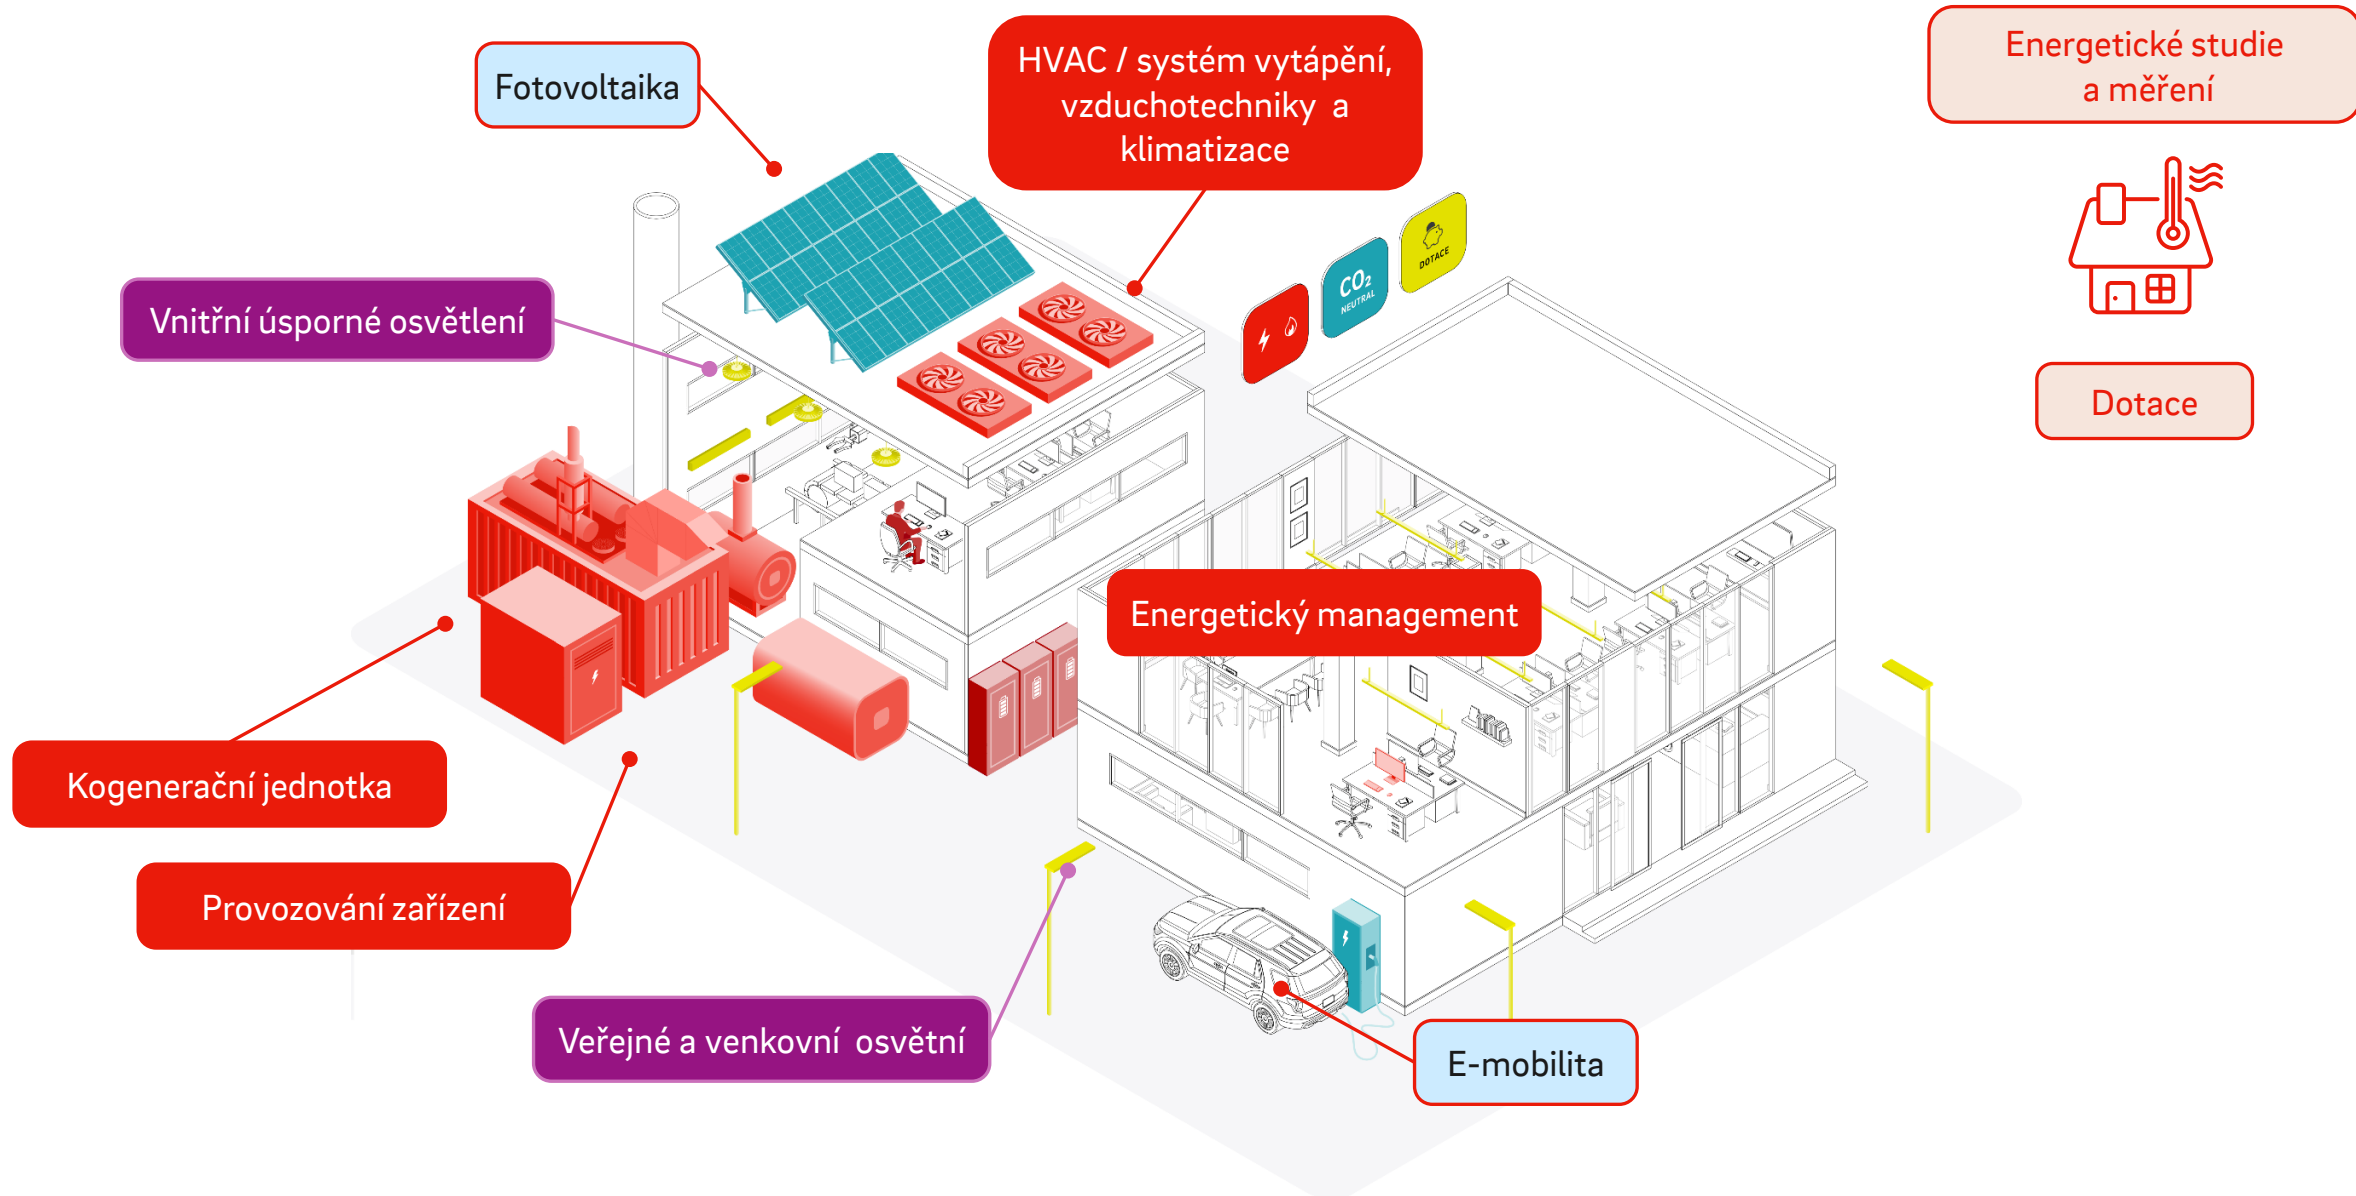 Fotovoltaika
HVAC / systém vytápění,
vzduchotechniky a
klimatizace
Energetické studie
a měření
DOTACE
CO₂
NEUTRAL
Vnitřní úsporné osvětlení
Dotace
Energetický management
Kogenerační jednotka
Provozování zařízení
Veřejné a venkovní osvětní
E-mobilita